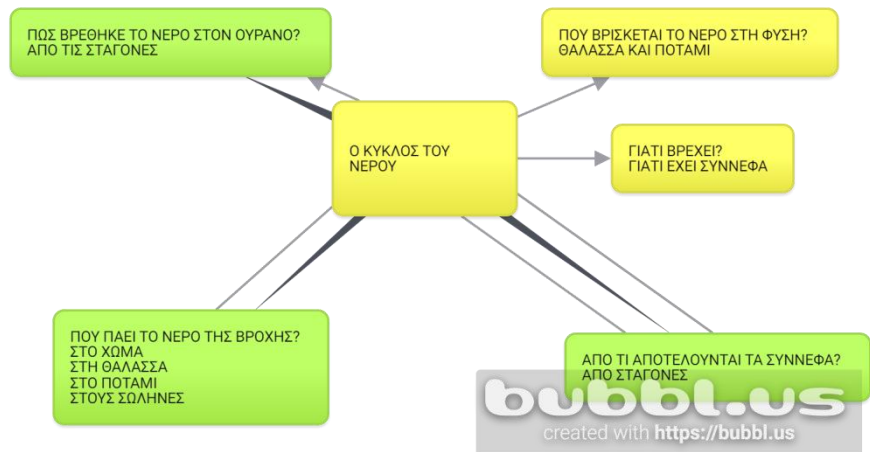 ΠΩΣ ΒΡΕΘΗΚΕ ΤΟ ΝΕΡΟ ΣΤΟΝ ΟΥΡΑΝΟ?
ΑΠΟ ΤΙΣ ΣΤΑΓΟΝΕΣ
ΠΟΥ ΒΡΙΣΚΕΤΑΙ ΤΟ ΝΕΡΟ ΣΤΗ ΦΥΣΗ?
ΘΑΛΑΣΣΑ ΚΑΙ ΠΟΤΑΜΙ
Ο ΚΥΚΛΟΣ ΤΟΥ
ΝΕΡΟΥ
ΓΙΑΤΙ ΒΡΕΧΕΙ?
ΓΙΑΤΙ ΕΧΕΙ ΣΥΝΝΕΦΑ
ΠΟΥ ΠΑΕΙ ΤΟ ΝΕΡΟ ΤΗΣ ΒΡΟΧΗΣ?
ΣΤΟ ΧΩΜΑ
ΣΤΗ ΘΑΛΑΣΣΑ
ΣΤΟ ΠΟΤΑΜΙ
ΣΤΟΥΣ ΣΩΛΗΝΕΣ
ΑΠΟ ΤΙ ΑΠΟΤΕΛΟΥΝΤΑΙ ΤΑ ΣΥΝΝΕΦΑ?
ΑΠΟ ΣΤΑΓΟΝΕΣ
bubbl.us
created with https://bubbl.us